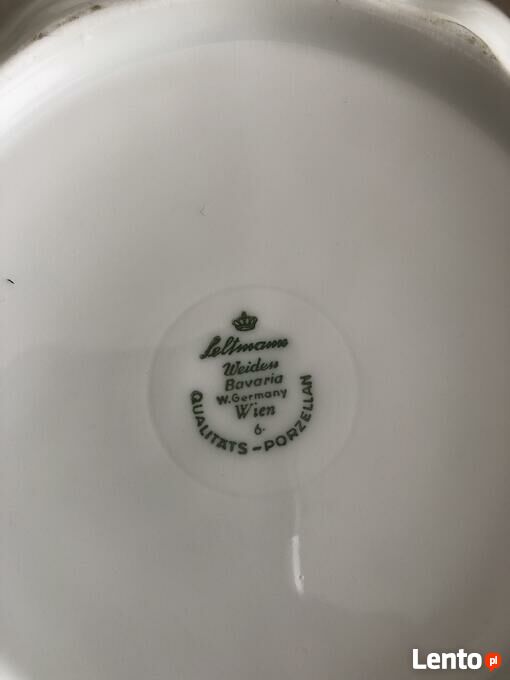 Seltmann
Weiden
Bavaria
W.Germany
Wien
6.
QUALITÄTS-PORZELLAN
Lento pl